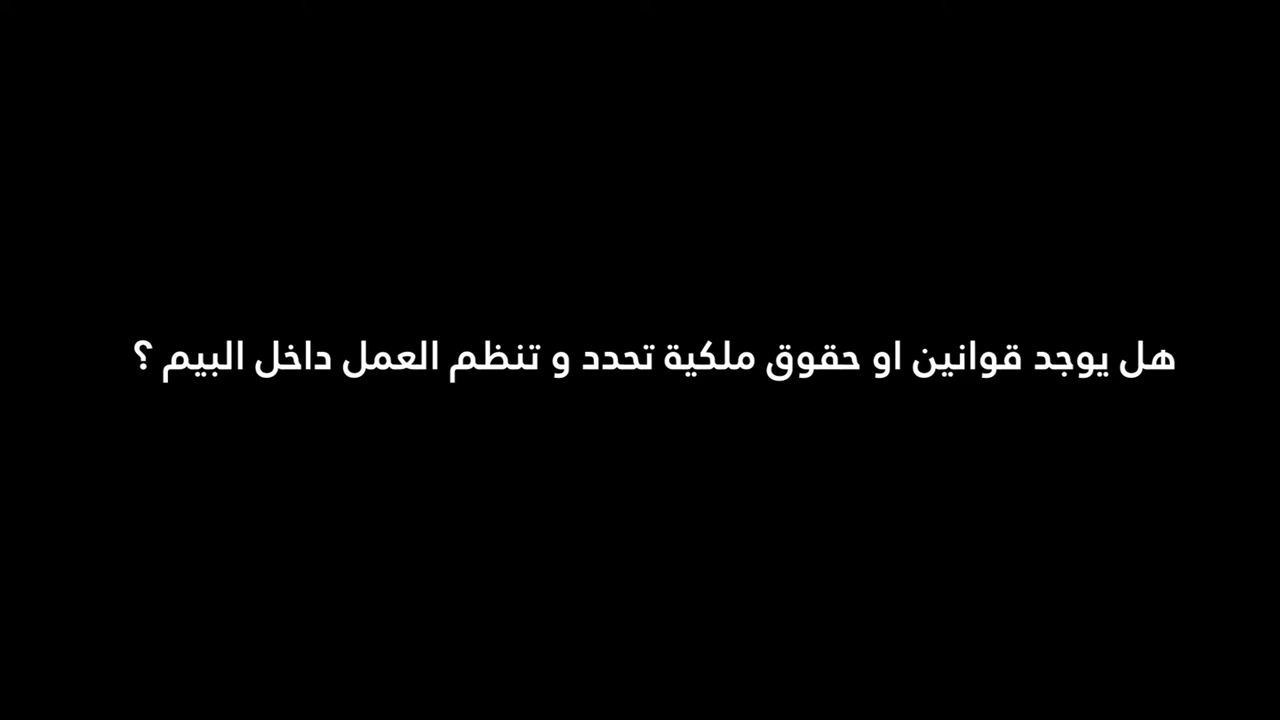 هل يوجد قوانين او حقوق ملكية تحدد و تنظم العمل داخل البيم ؟